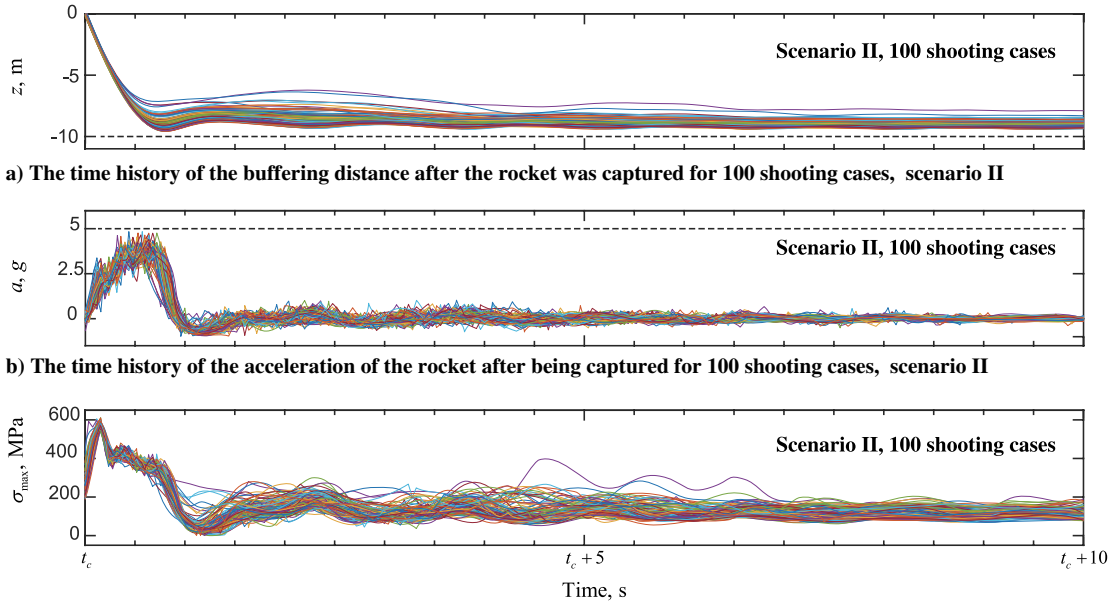 0
-5
-10
z, m
Scenario II, 100 shooting cases
a) The time history of the buffering distance after the rocket was captured for 100 shooting cases, scenario II
5
2.5
0
a, g
Scenario II, 100 shooting cases
b) The time history of the acceleration of the rocket after being captured for 100 shooting cases, scenario II
600
400
200
0
σmax, MPa
Scenario II, 100 shooting cases
tc tc + 5 tc + 10
Time, s